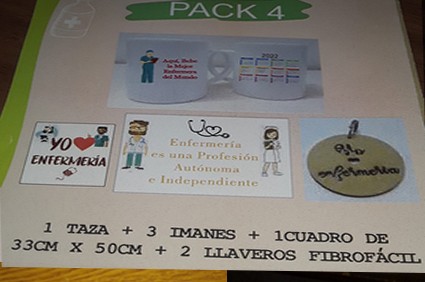 PACK 4
Aquí, Bebe
la Mejor
Enfermera
del Mundo
2022
YO
ENFERMERÍA
Enfermería
es una Profesión
Autónoma
e Independiente
Yo
enfermería
1 TAZA + 3 IMANES + 1CUADRO DE
33CM X 50CM + 2 LLAVEROS FIBROFÁCIL